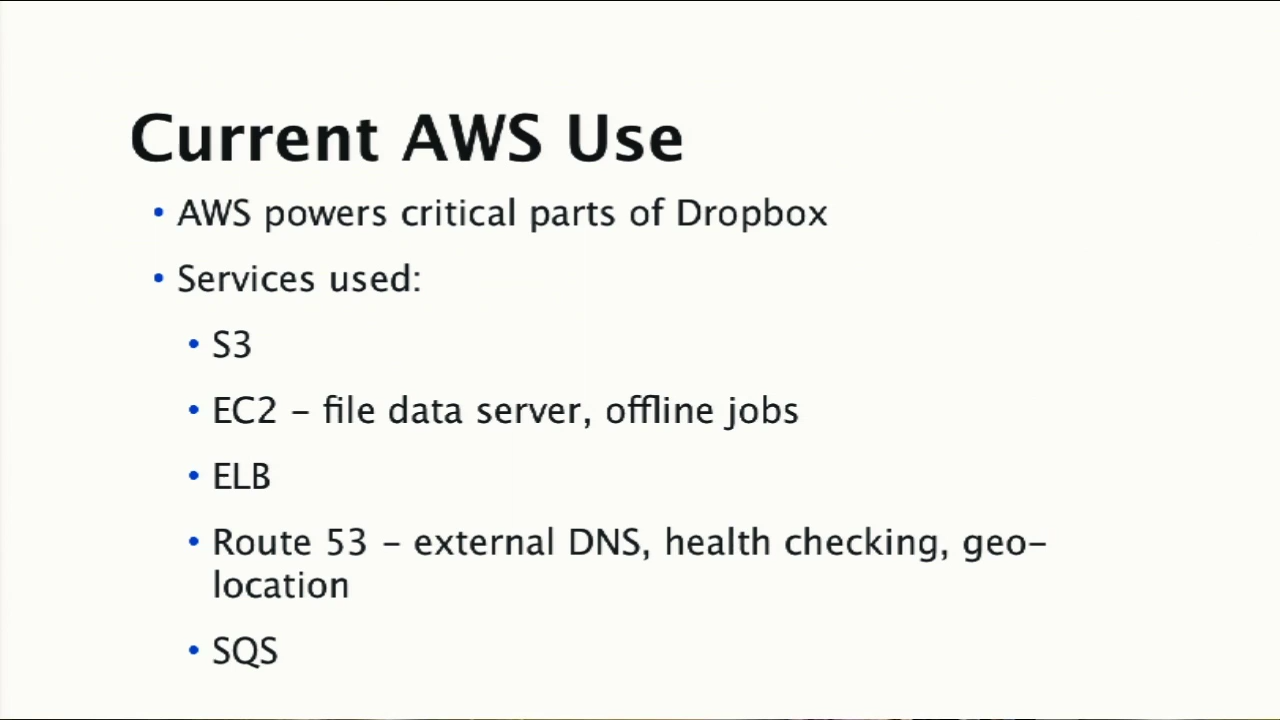 Current AWS Use
• AWS powers critical parts of Dropbox
• Services used:
• S3
• EC2 – file data server, offline jobs
• ELB
• Route 53 – external DNS, health checking, geo-
location
• SQS